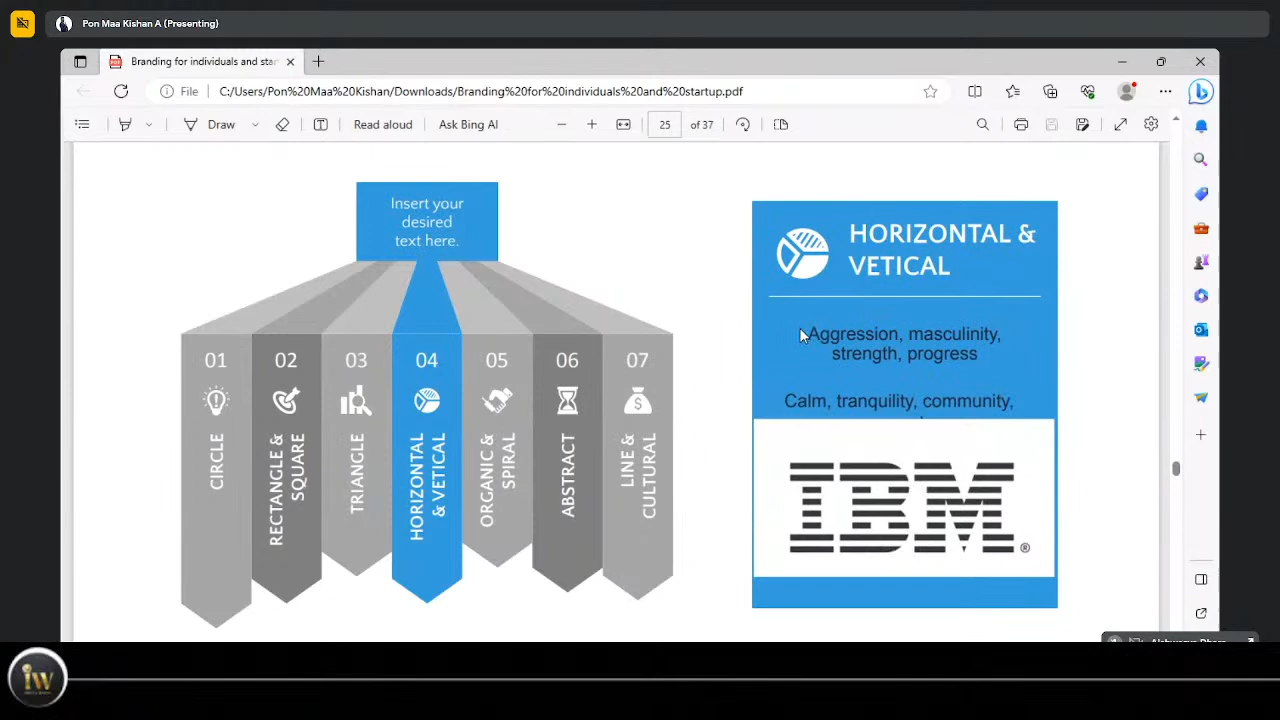 Pon Maa Kishan A (Presenting)
Branding for individuals and star
File
C:/Users/Pon%20Maa%20Kishan/Downloads/Branding%20for%20individuals%20and%20startup.pdf
Draw
Read aloud
Ask Bing AI
25
of 37
Insert your
desired
text here.
01
02
03
04
05
06
07
CIRCLE
RECTANGLE &
SQUARE
TRIANGLE
HORIZONTAL
& VETICAL
ORGANIC &
SPIRAL
ABSTRACT
LINE &
CULTURAL
HORIZONTAL &
VETICAL
Aggression, masculinity,
strength, progress
Calm, tranquility, community,
IBM®
iw